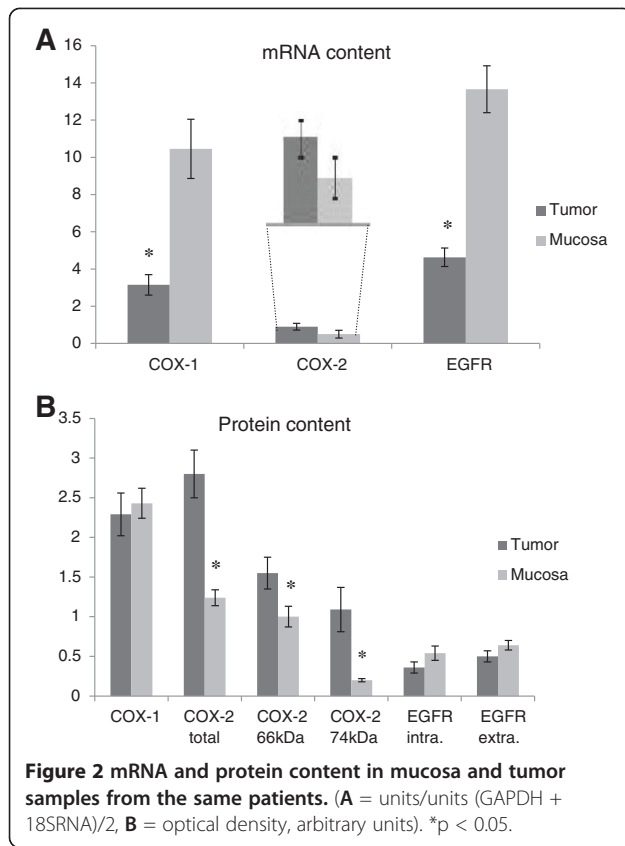 A
mRNA content
16
14
12
10
8
6
4
2
0
*
*
Tumor
Mucosa
COX-1 COX-2 EGFR
B
Protein content
3.5
3
2.5
2
1.5
1
0.5
0
*
*
*
Tumor
Mucosa
COX-1 COX-2 COX-2 COX-2 EGFR EGFR
total 66kDa 74kDa intra. extra.
Figure 2 mRNA and protein content in mucosa and tumor
samples from the same patients. (A = units/units (GAPDH +
18SRNA)/2, B = optical density, arbitrary units). *p < 0.05.